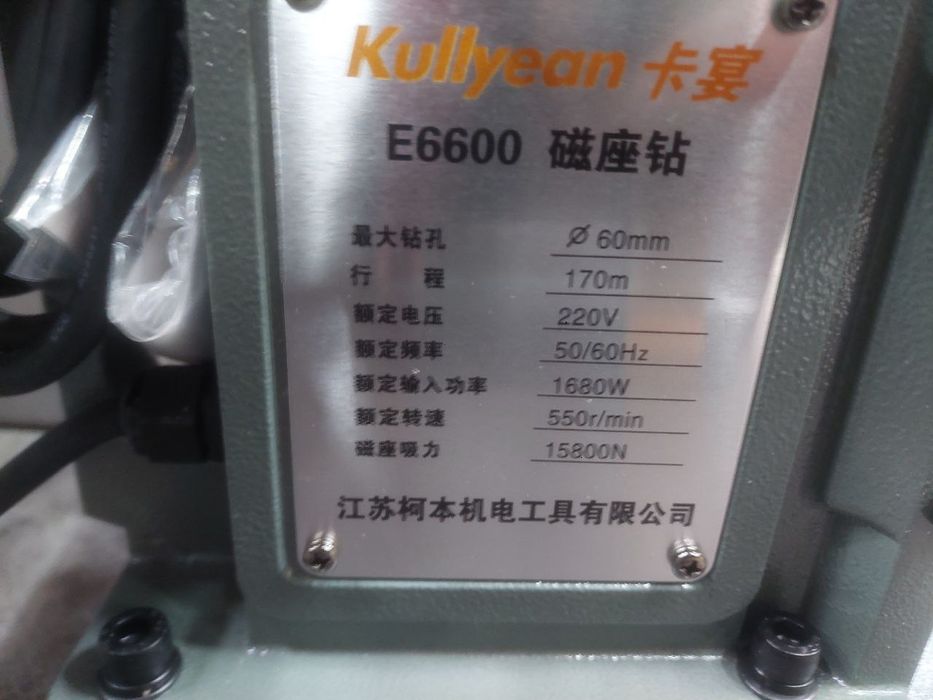 Kullyean 卡宴
E6600 磁座钻
最大钻孔 Ø 60mm
行 程 170m
额定电压 220V
额定频率 50/60Hz
额定输入功率 1680W
额定转速 550r/min
磁座吸力 15800N
江苏柯本机电工具有限公司